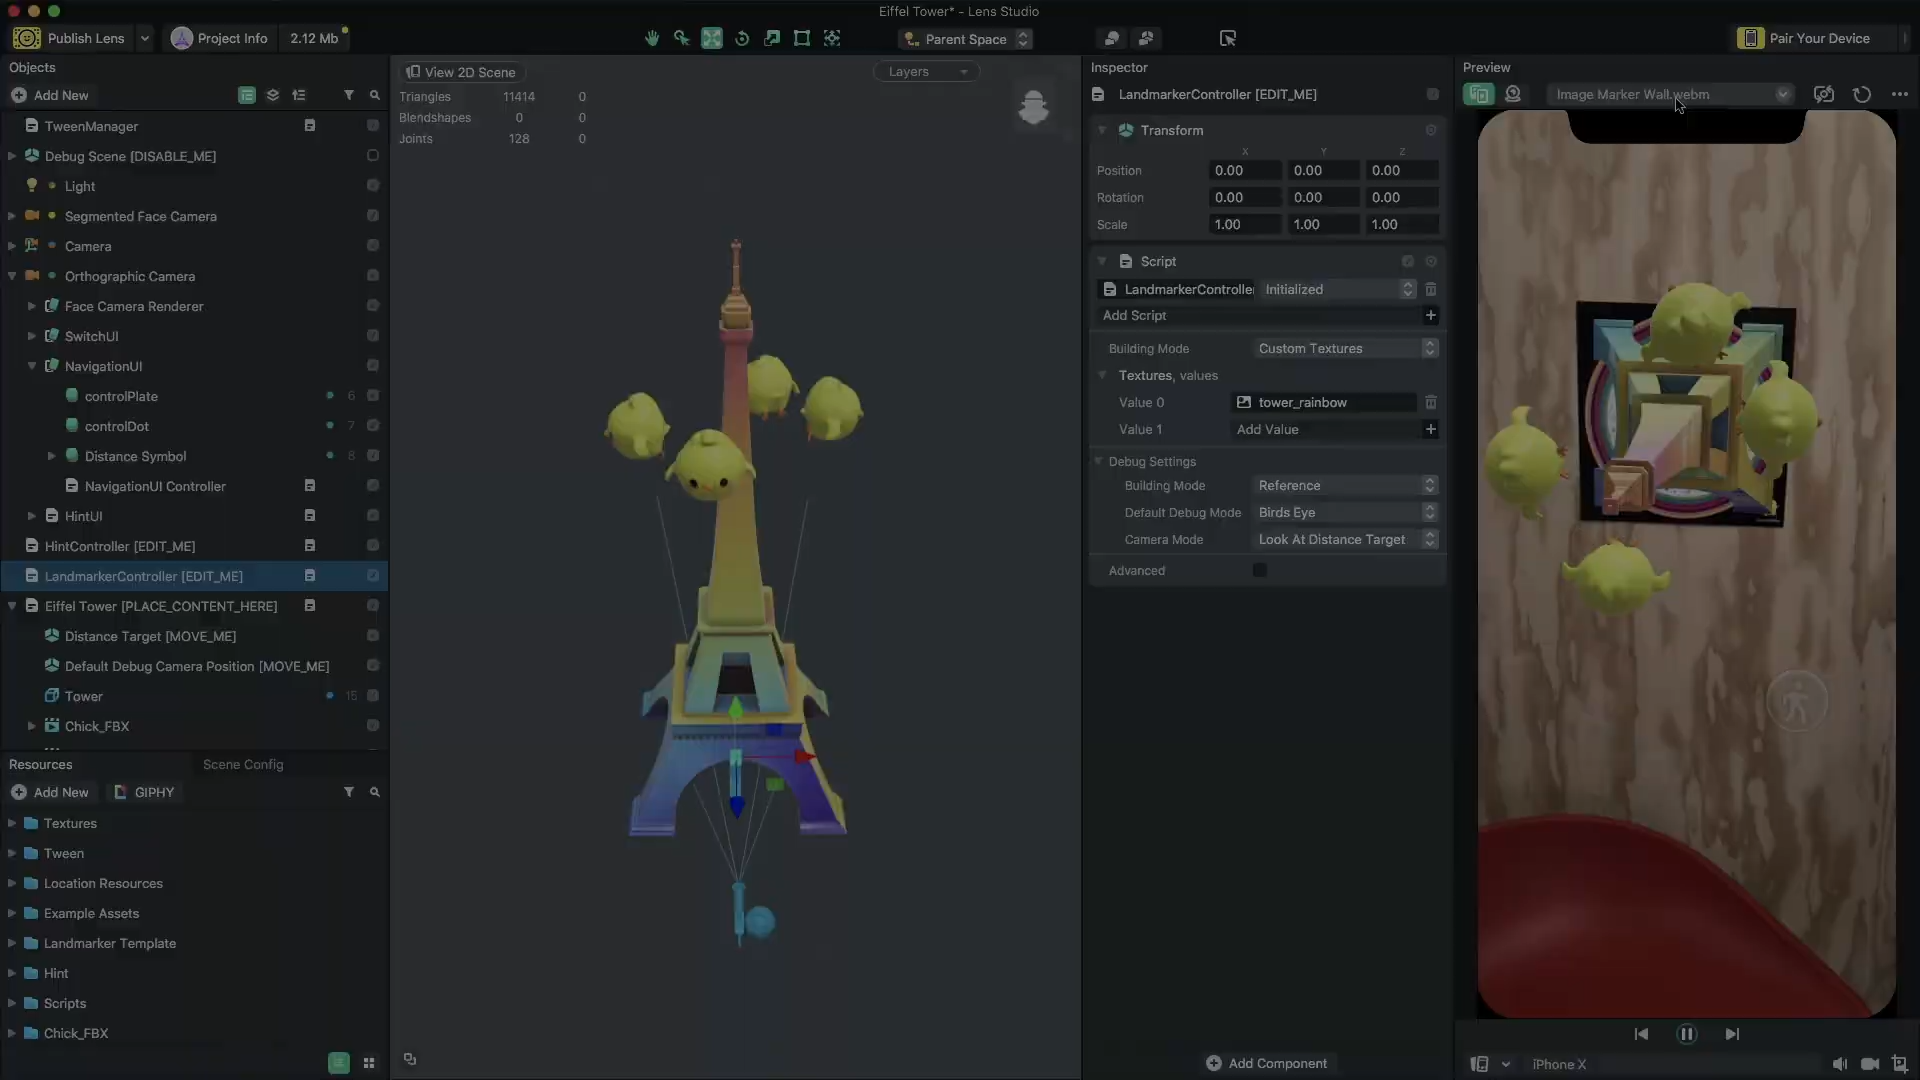 Eiffel Tower* - Lens Studio
Publish Lens
Project Info
2.12 Mb
Parent Space
Pair Your Device
Objects
Add New
TweenManager
Debug Scene [DISABLE_ME]
Light
Segmented Face Camera
Camera
Orthographic Camera
Face Camera Renderer
SwitchUI
NavigationUI
controlPlate 6
controlDot 7
Distance Symbol 8
NavigationUI Controller
HintUI
HintController [EDIT_ME]
LandmarkerController [EDIT_ME]
Eiffel Tower [PLACE_CONTENT_HERE]
Distance Target [MOVE_ME]
Default Debug Camera Position [MOVE_ME]
Tower 15
Chick_FBX
Resources Scene Config
Add New GIPHY
Textures
Tween
Location Resources
Example Assets
Landmarker Template
Hint
Scripts
Chick_FBX
View 2D Scene Layers
Triangles 11414 0
Blendshapes 0 0
Joints 128 0
Inspector
LandmarkerController [EDIT_ME]
Transform
X Y Z
Position 0.00 0.00 0.00
Rotation 0.00 0.00 0.00
Scale 1.00 1.00 1.00
Script
LandmarkerController Initialized
Add Script
Building Mode Custom Textures
Textures, values
Value 0 tower_rainbow
Value 1 Add Value
Debug Settings
Building Mode Reference
Default Debug Mode Birds Eye
Camera Mode Look At Distance Target
Advanced
Add Component
Preview
Image Marker Wall.webm
iPhone X